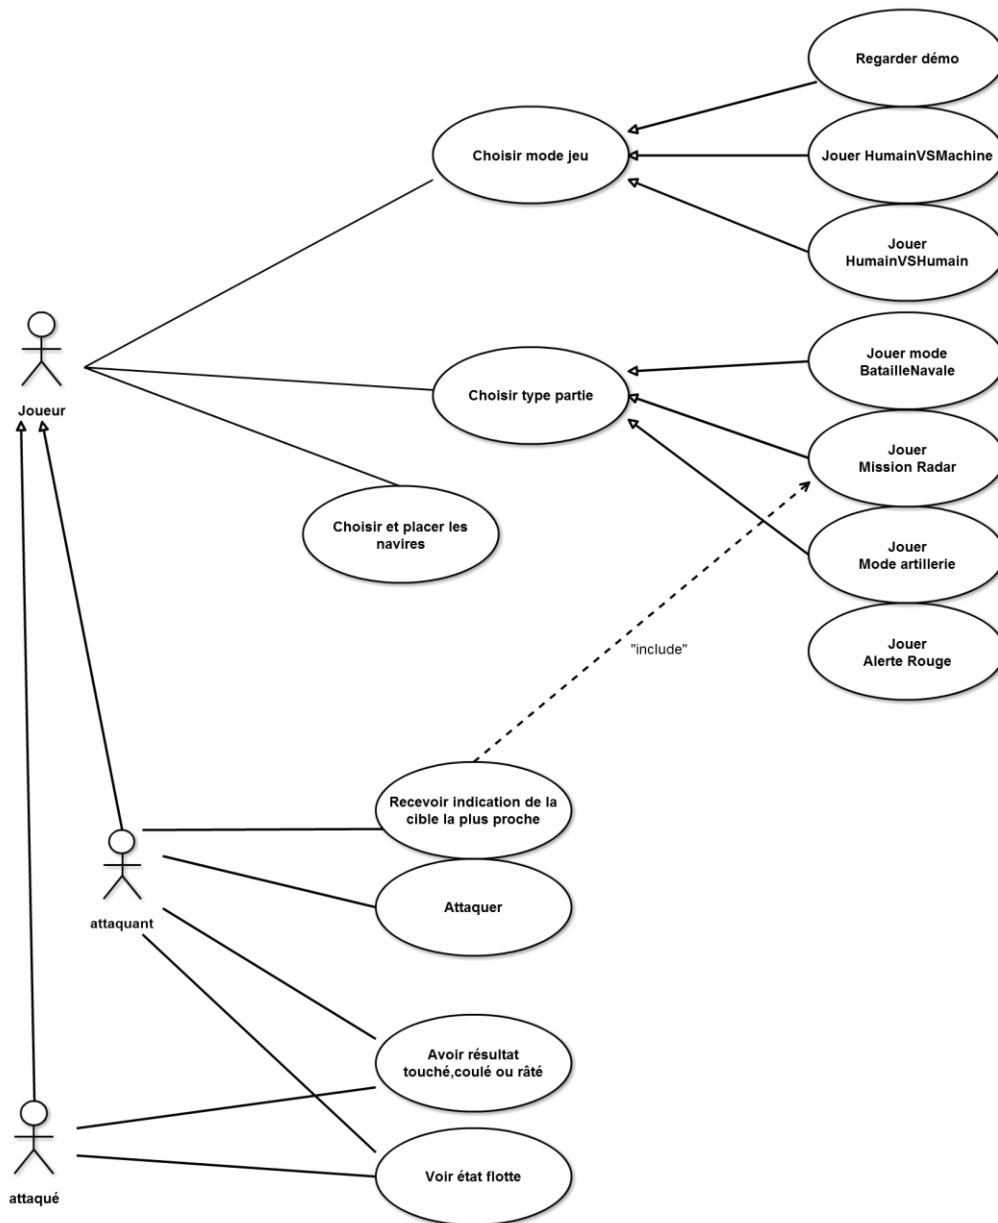 Regarder démo
Choisir mode jeu
Jouer HumainVSMachine
Jouer
HumainVSHumain
Joueur
Choisir type partie
Jouer mode
BatailleNavale
Jouer
Mission Radar
Choisir et placer les
navires
Jouer
Mode artillerie
"include"
Jouer
Alerte Rouge
Recevoir indication de la
cible la plus proche
attaquant
Attaquer
Avoir résultat
touché,coulé ou râté
attaqué
Voir état flotte